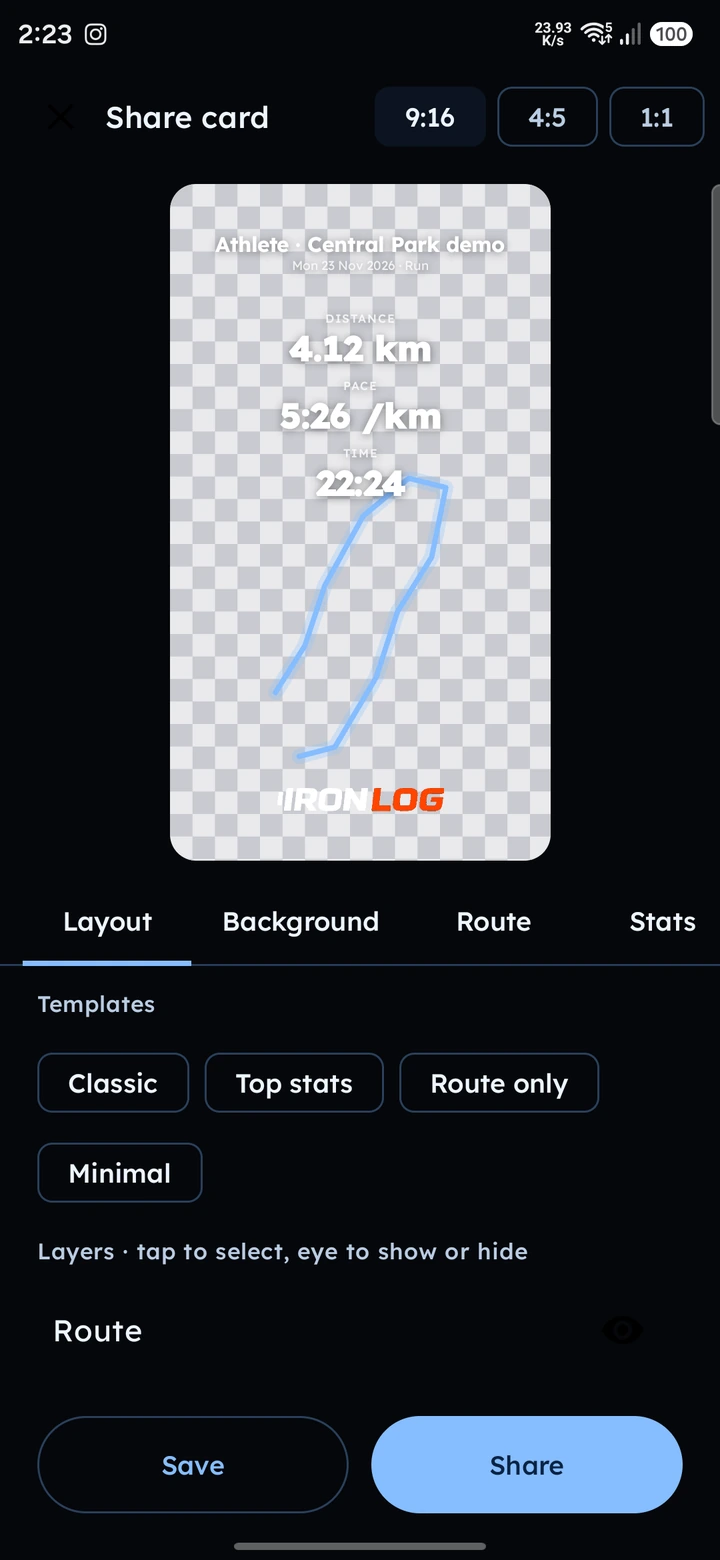 2:23
23.93 K/s
5
100
Share card
9:16
4:5
1:1
Athlete · Central Park demo
Mon 23 Nov 2026 · Run
DISTANCE
4.12 km
PACE
5:26 /km
TIME
22:24
IRONLOG
Layout
Background
Route
Stats
Templates
Classic
Top stats
Route only
Minimal
Layers · tap to select, eye to show or hide
Route
Save
Share